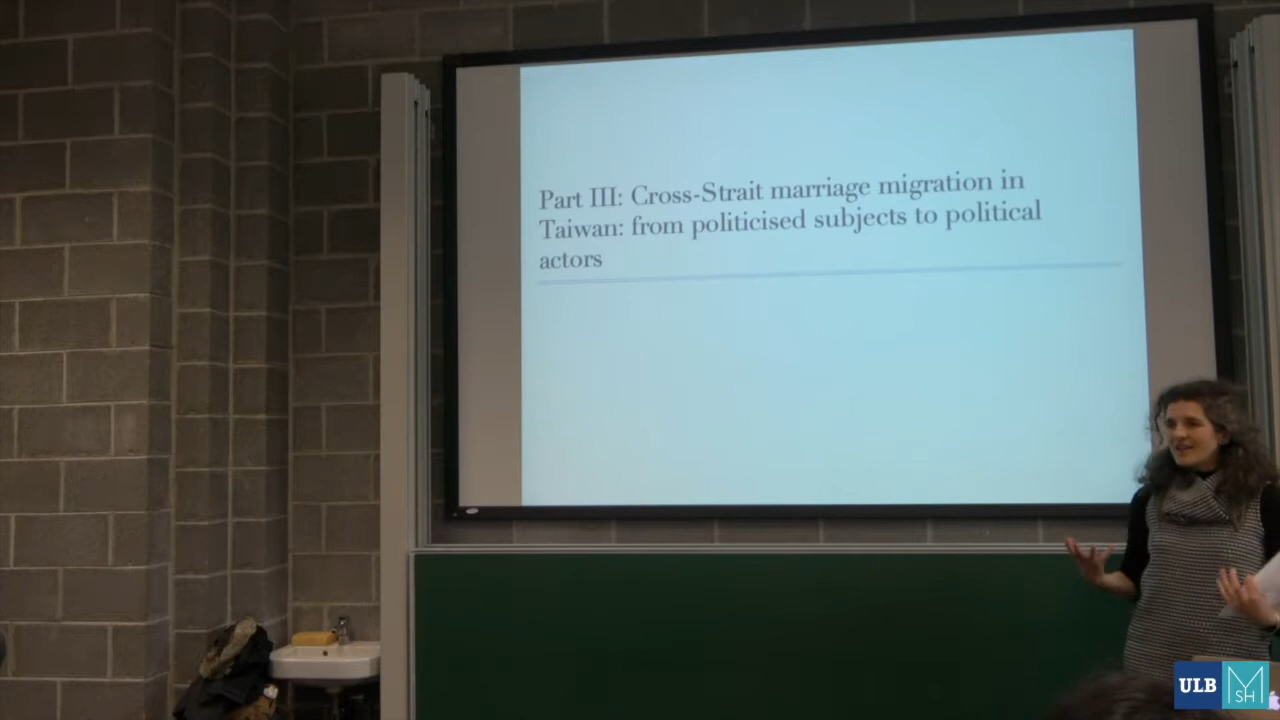 Part III: Cross-Strait marriage migration in
Taiwan: from politicised subjects to political
actors
ULB
MSH